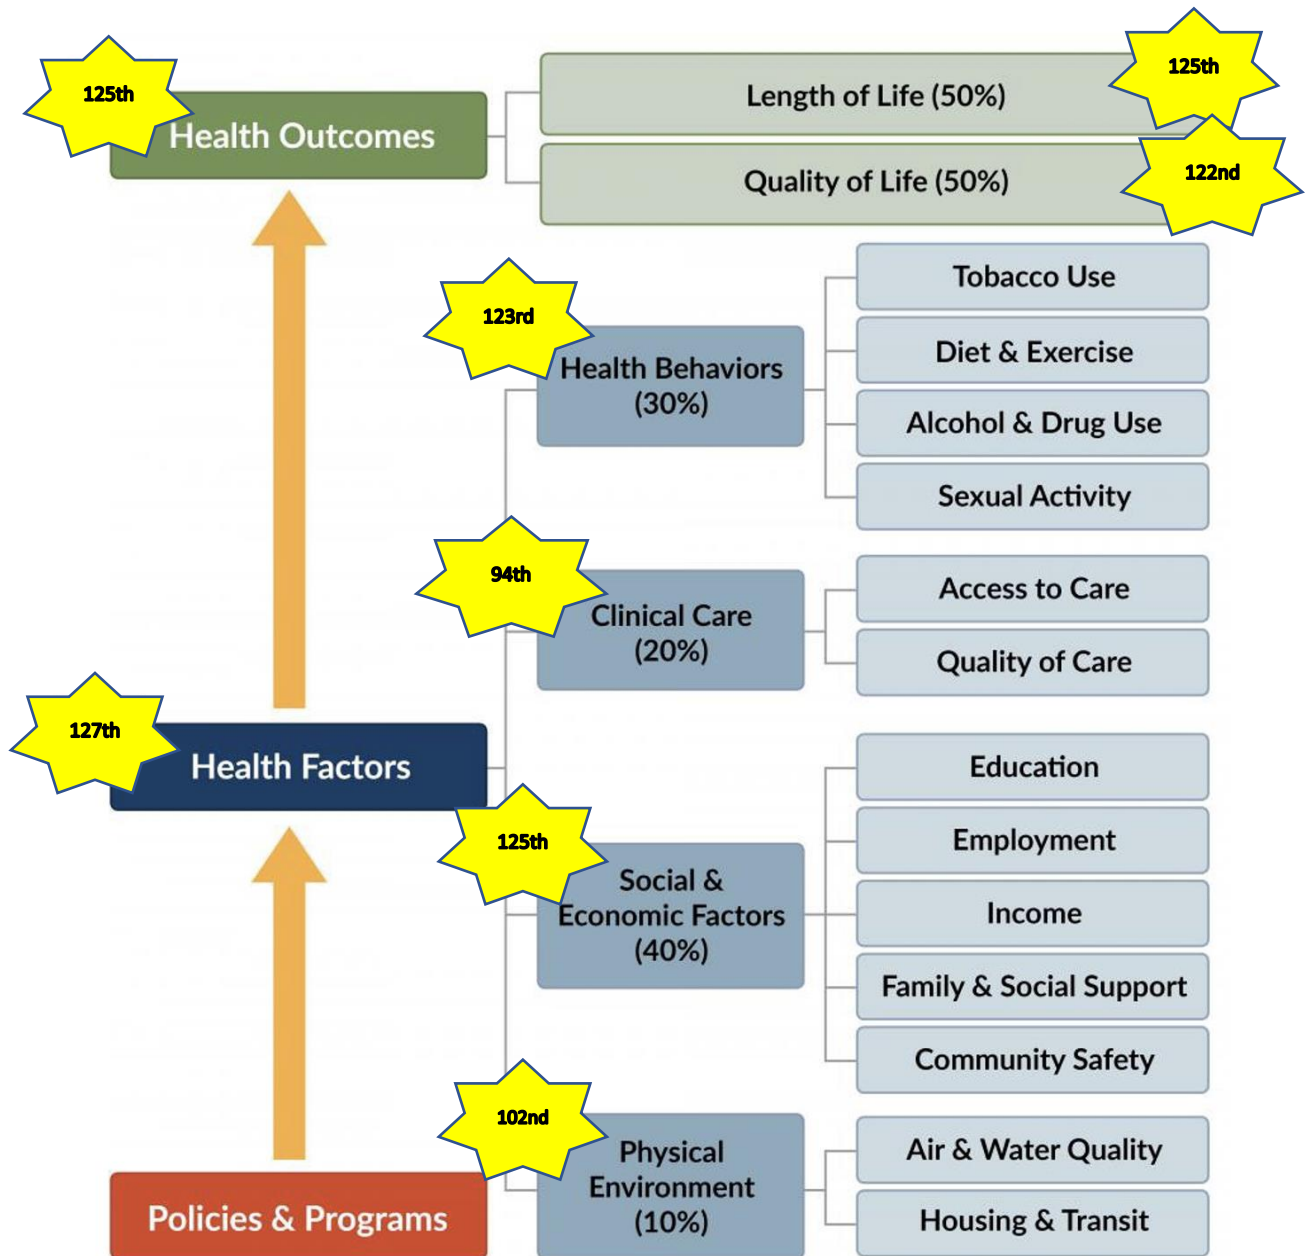 125th
Health Outcomes
Length of Life (50%)
125th
Quality of Life (50%)
122nd
123rd
Health Behaviors
(30%)
Tobacco Use
Diet & Exercise
Alcohol & Drug Use
Sexual Activity
94th
Clinical Care
(20%)
Access to Care
Quality of Care
127th
Health Factors
125th
Social &
Economic Factors
(40%)
Education
Employment
Income
Family & Social Support
Community Safety
102nd
Physical
Environment
(10%)
Air & Water Quality
Housing & Transit
Policies & Programs